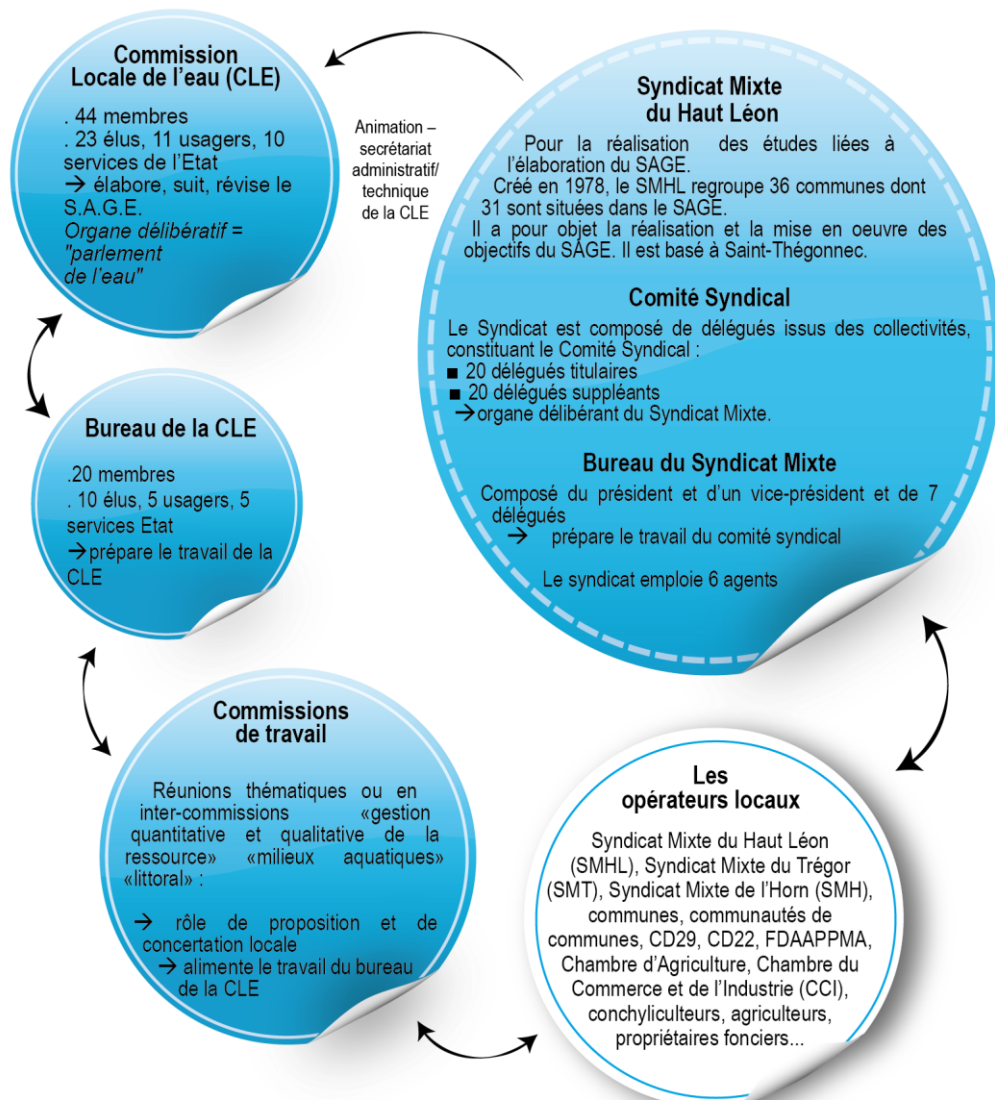 Commission
Locale de l'eau (CLE)
. 44 membres
. 23 élus, 11 usagers, 10
services de l'Etat
→ élabore, suit, révise le
S.A.G.E.
Organe délibératif =
"parlement
de l'eau"
Animation –
secrétariat
administratif/
technique
de la CLE
Syndicat Mixte
du Haut Léon
Pour la réalisation des études liées à
l'élaboration du SAGE.
Créé en 1978, le SMHL regroupe 36 communes dont
31 sont situées dans le SAGE.
Il a pour objet la réalisation et la mise en oeuvre des
objectifs du SAGE. Il est basé à Saint-Thégonnec.
Comité Syndical
Le Syndicat est composé de délégués issus des collectivités,
constituant le Comité Syndical :
■ 20 délégués titulaires
■ 20 délégués suppléants
→organe délibérant du Syndicat Mixte.
Bureau du Syndicat Mixte
Composé du président et d'un vice-président et de 7
délégués
→ prépare le travail du comité syndical
Le syndicat emploie 6 agents
Bureau de la CLE
.20 membres
. 10 élus, 5 usagers, 5
services Etat
→prépare le travail de la
CLE
Commissions
de travail
Réunions thématiques ou en
inter-commissions «gestion
quantitative et qualitative de la
ressource» «milieux aquatiques»
«littoral» :
→ rôle de proposition et de
concertation locale
→ alimente le travail du bureau
de la CLE
Les
opérateurs locaux
Syndicat Mixte du Haut Léon
(SMHL), Syndicat Mixte du Trégor
(SMT), Syndicat Mixte de l'Horn (SMH),
communes, communautés de
communes, CD29, CD22, FDAAPPMA,
Chambre d'Agriculture, Chambre du
Commerce et de l'Industrie (CCI),
conchyliculteurs, agriculteurs,
propriétaires fonciers...